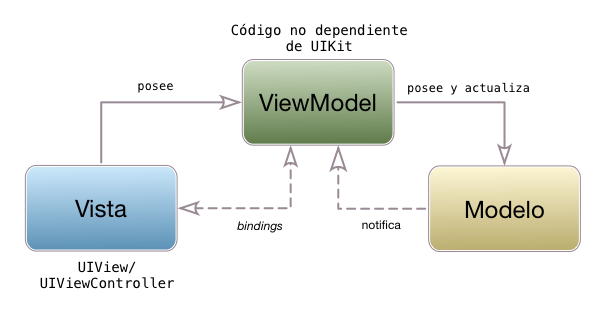 Código no dependiente
de UIKit
posee
ViewModel
posee y actualiza
Vista
bindings
notifica
Modelo
UIView/
UIViewController